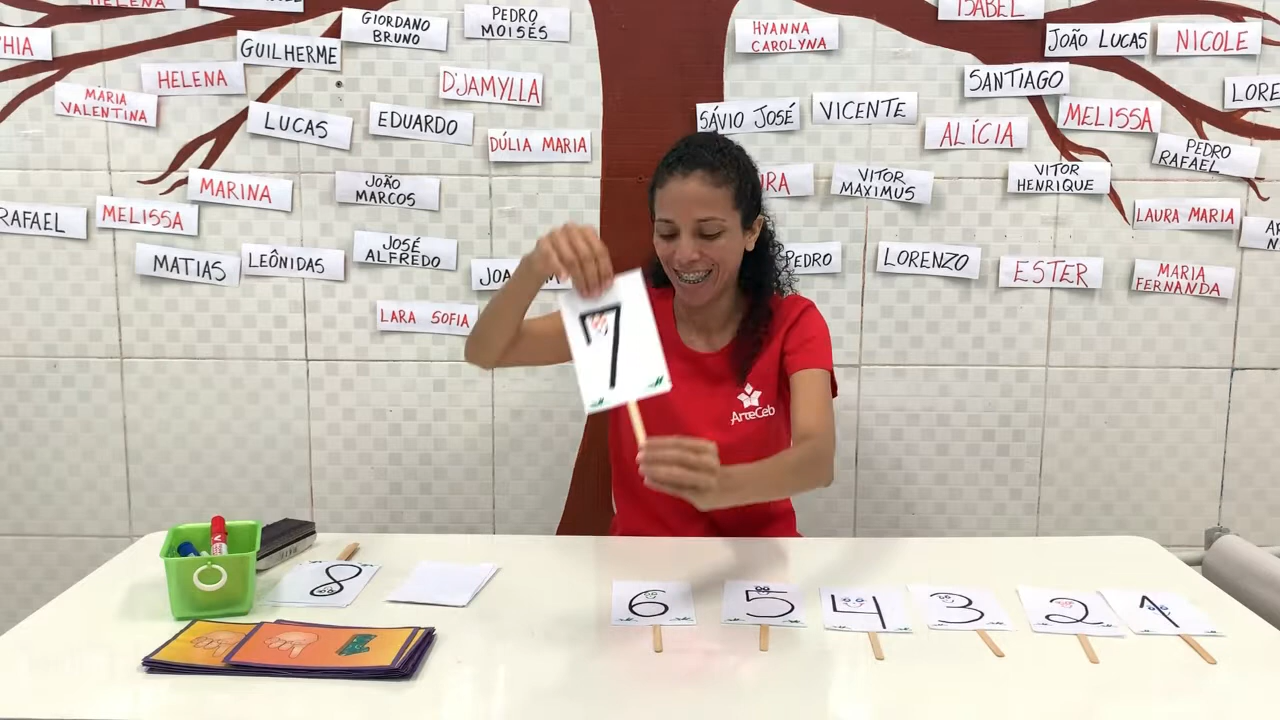 HELENA
GIORDANO
BRUNO
PEDRO
MOISÉS
GUILHERME
HELENA
MARIA
VALENTINA
D'JAMYLLA
LUCAS
EDUARDO
DÚLIA MARIA
MARINA
JOÃO
MARCOS
RAFAEL
MELISSA
MATIAS
LEÔNIDAS
JOSÉ
ALFREDO
LARA SOFIA
ISABEL
HYANNA
CAROLYNA
JOÃO LUCAS
NICOLE
SANTIAGO
SÁVIO JOSÉ
VICENTE
MELISSA
ALÍCIA
PEDRO
RAFAEL
VITOR
MAXIMUS
VITOR
HENRIQUE
LAURA MARIA
PEDRO
LORENZO
ESTER
MARIA
FERNANDA
7
ArteCeb
8
6
5
4
3
2
1